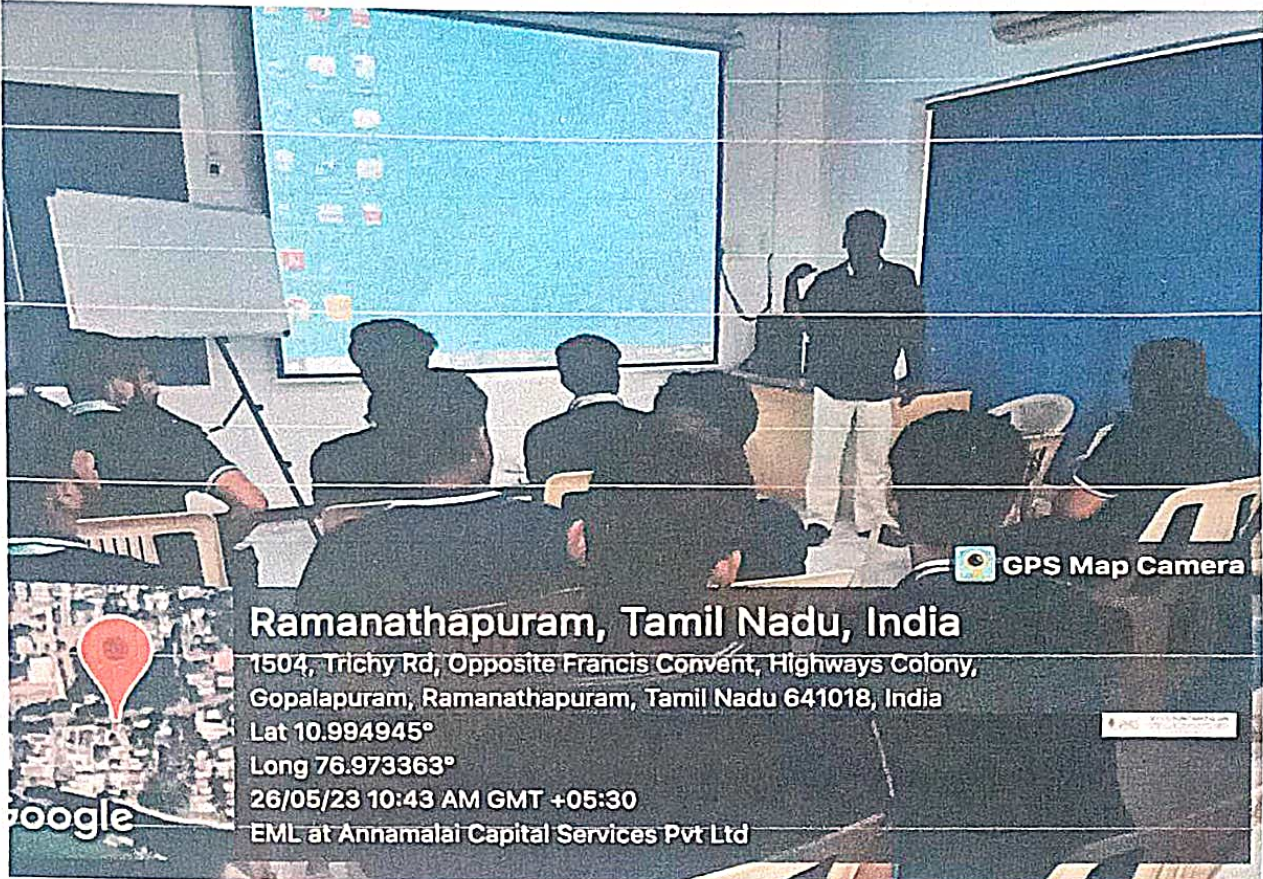 GPS Map Camera
Ramanathapuram, Tamil Nadu, India
1504, Trichy Rd, Opposite Francis Convent, Highways Colony,
Gopalapuram, Ramanathapuram, Tamil Nadu 641018, India
Lat 10.994945°
Long 76.973363°
26/05/23 10:43 AM GMT +05:30
EML at Annamalai Capital Services Pvt Ltd
Google